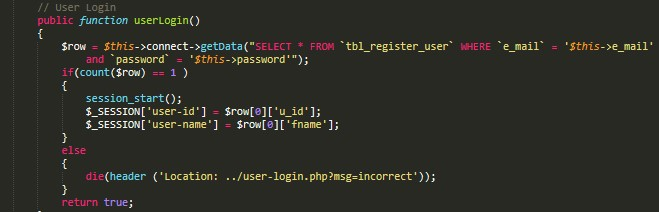 // User Login
public function userLogin()
{
$row = $this->connect->getData("SELECT * FROM `tbl_register_user` WHERE `e_mail` = '$this->e_mail'
and `password` = '$this->password'");
if(count($row) == 1 )
{
session_start();
$_SESSION['user-id'] = $row[0]['u_id'];
$_SESSION['user-name'] = $row[0]['fname'];
}
else
{
die(header ('Location: ../user-login.php?msg=incorrect'));
}
return true;